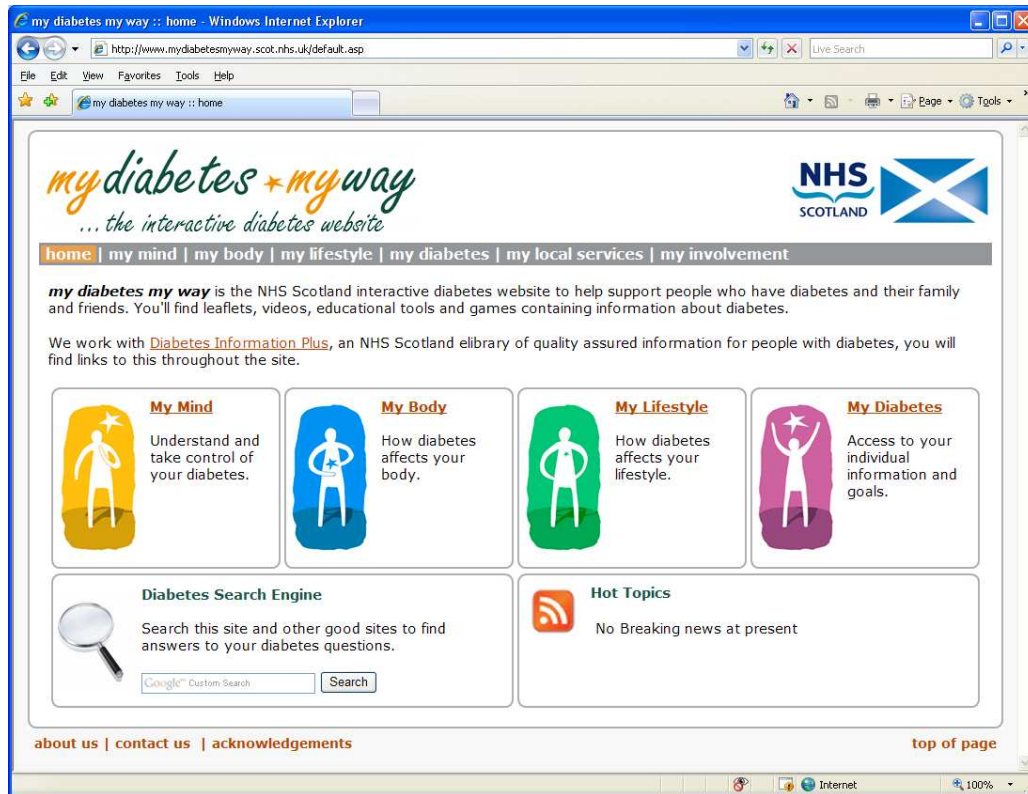 my diabetes my way :: home - Windows Internet Explorer
http://www.mydiabetesmyway.scot.nhs.uk/default.asp
Live Search
File Edit View Favorites Tools Help
my diabetes my way :: home
Page Tools
mydiabetes myway
...the interactive diabetes website
NHS
SCOTLAND
home | my mind | my body | my lifestyle | my diabetes | my local services | my involvement
my diabetes my way is the NHS Scotland interactive diabetes website to help support people who have diabetes and their family
and friends. You'll find leaflets, videos, educational tools and games containing information about diabetes.
We work with Diabetes Information Plus, an NHS Scotland elibrary of quality assured information for people with diabetes, you will
find links to this throughout the site.
My Mind
Understand and
take control of
your diabetes.
My Body
How diabetes
affects your
body.
My Lifestyle
How diabetes
affects your
lifestyle.
My Diabetes
Access to your
individual
information and
goals.
Diabetes Search Engine
Search this site and other good sites to find
answers to your diabetes questions.
Google™ Custom Search
Search
Hot Topics
No Breaking news at present
about us | contact us | acknowledgements
top of page
Internet
100%